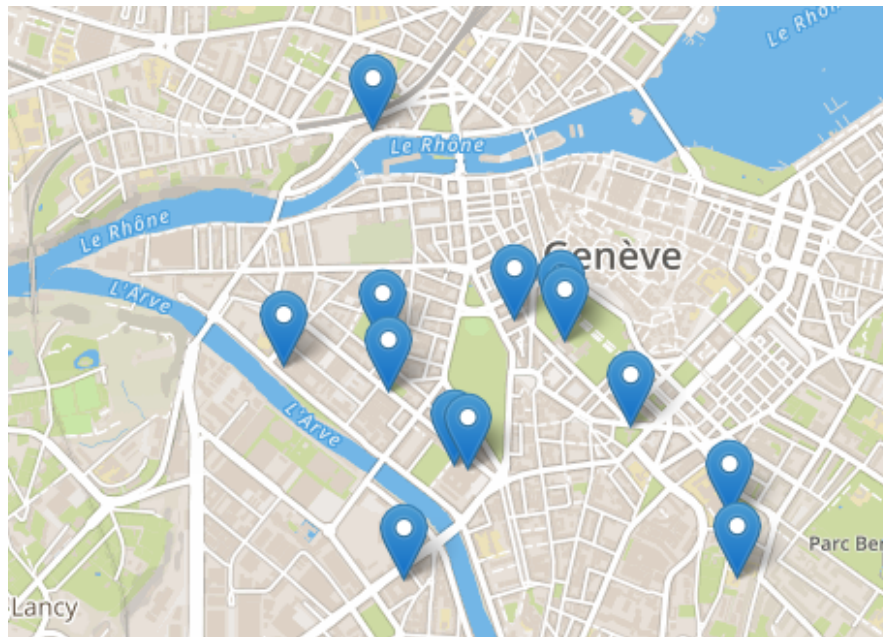 Le Rhône
Le Rhône
Le Rhône
Genève
L'Arve
L'Arve
Parc Ber
Lancy